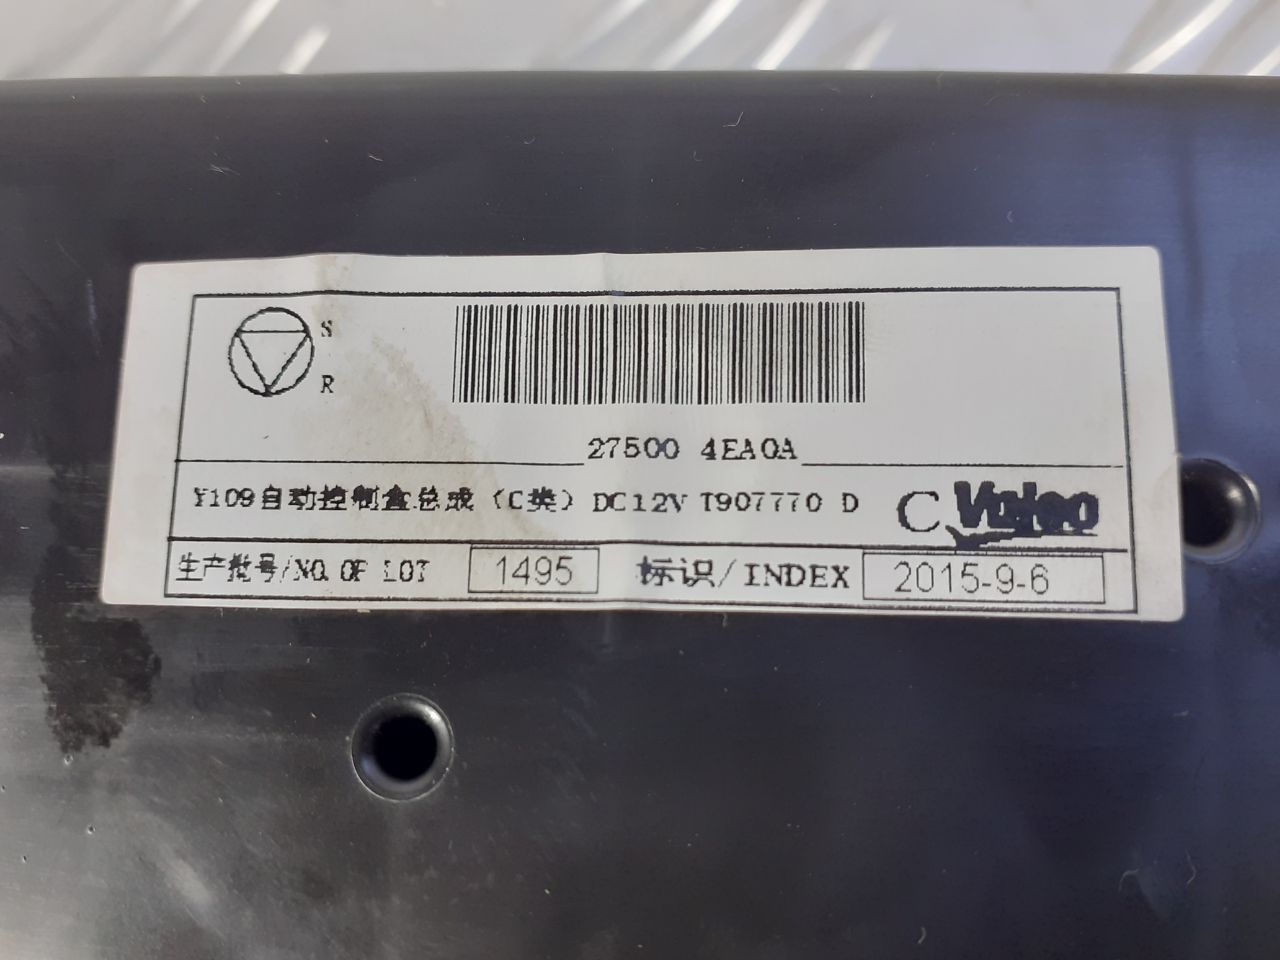 S
R
27500 4EA0A
Y109自动控制盒总成（C类）DC12V T907770 D C Valeo
生产批号/NO. OF LOT 1495 标识/INDEX 2015-9-6